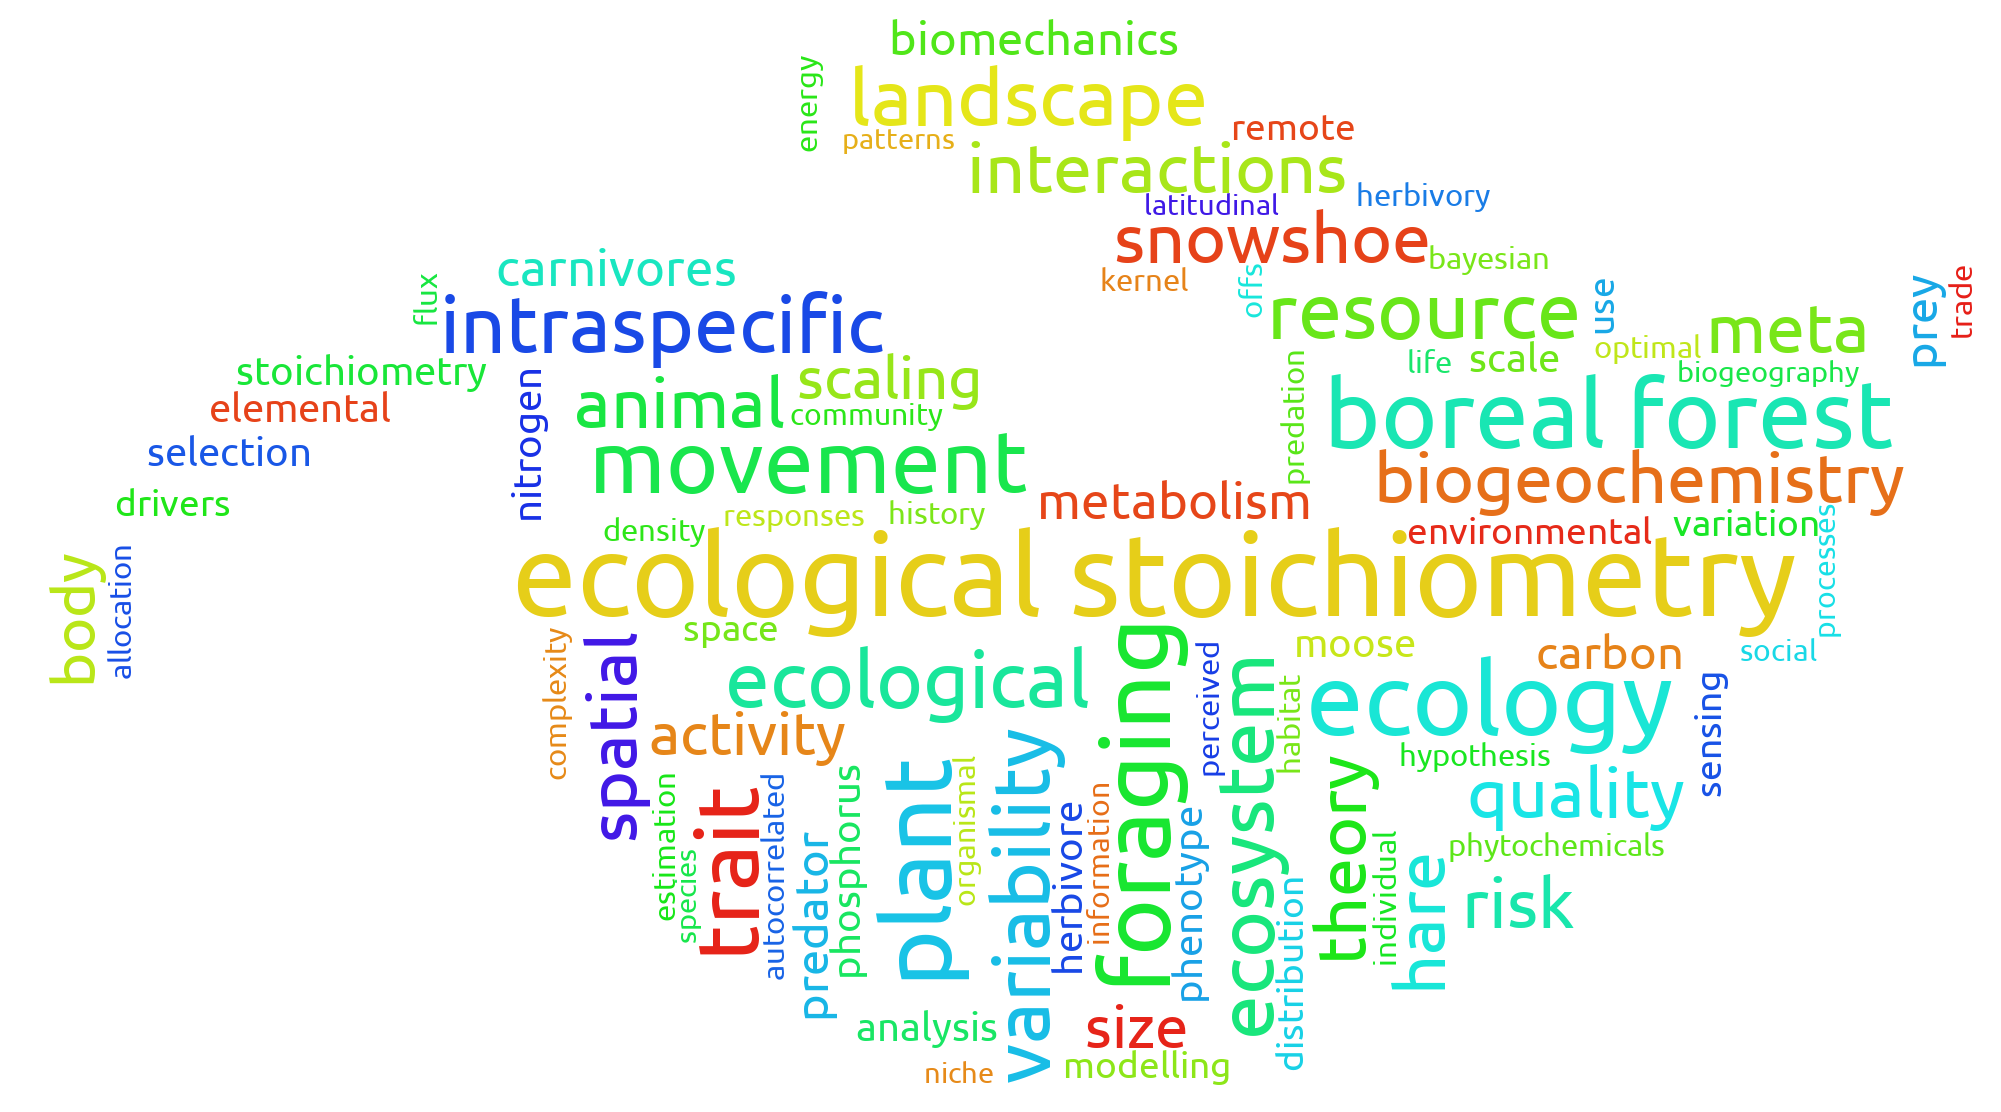 biomechanics
energy
landscape
patterns
remote
interactions
latitudinal
herbivory
snowshoe
bayesian
carnivores
kernel
offs
flux
intraspecific
resource
use
meta
prey
trade
optimal
stoichiometry
scaling
life
scale
biogeography
elemental
nitrogen
animal
community
predation
boreal forest
selection
movement
biogeochemistry
drivers
metabolism
density
responses
history
environmental
variation
processes
body
allocation
ecological stoichiometry
complexity
spatial
space
foraging
perceived
moose
carbon
social
ecological
ecosystem
habitat
ecology
sensing
activity
hypothesis
estimation
species
trait
autocorrelated
predator
phosphorus
plant
organismal
variability
herbivore
information
phenotype
distribution
theory
individual
hare
quality
phytochemicals
risk
analysis
size
niche
modelling